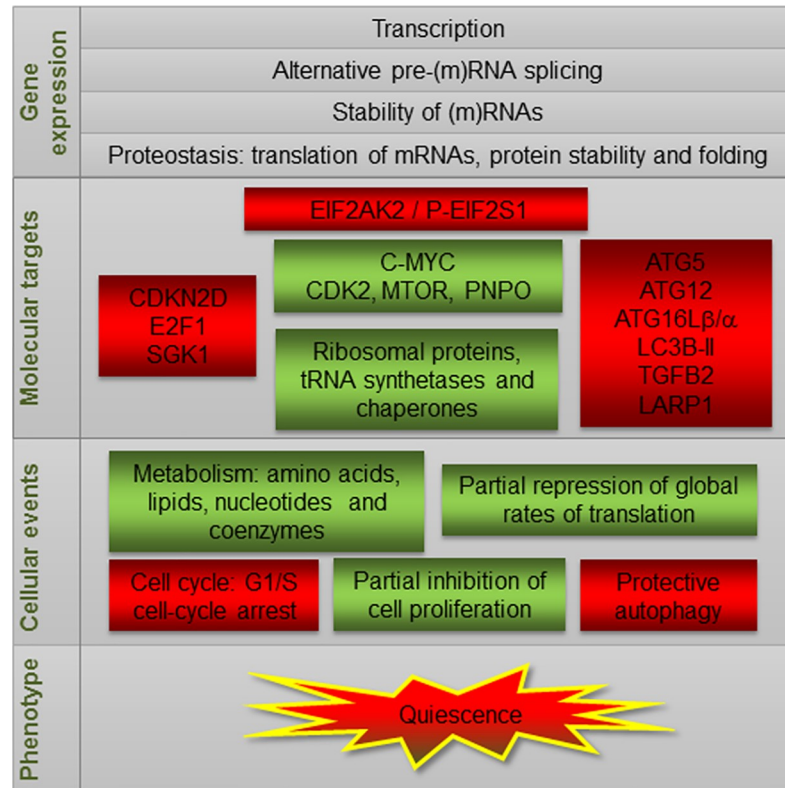 Gene
expression
Transcription
Alternative pre-(m)RNA splicing
Stability of (m)RNAs
Proteostasis: translation of mRNAs, protein stability and folding
Molecular targets
EIF2AK2 / P-EIF2S1
CDKN2D
E2F1
SGK1
C-MYC
CDK2, MTOR, PNPO
Ribosomal proteins,
tRNA synthetases and
chaperones
ATG5
ATG12
ATG16Lβ/α
LC3B-II
TGFB2
LARP1
Cellular events
Metabolism: amino acids,
lipids, nucleotides and
coenzymes
Partial repression of global
rates of translation
Cell cycle: G1/S
cell-cycle arrest
Partial inhibition of
cell proliferation
Protective
autophagy
Phenotype
Quiescence